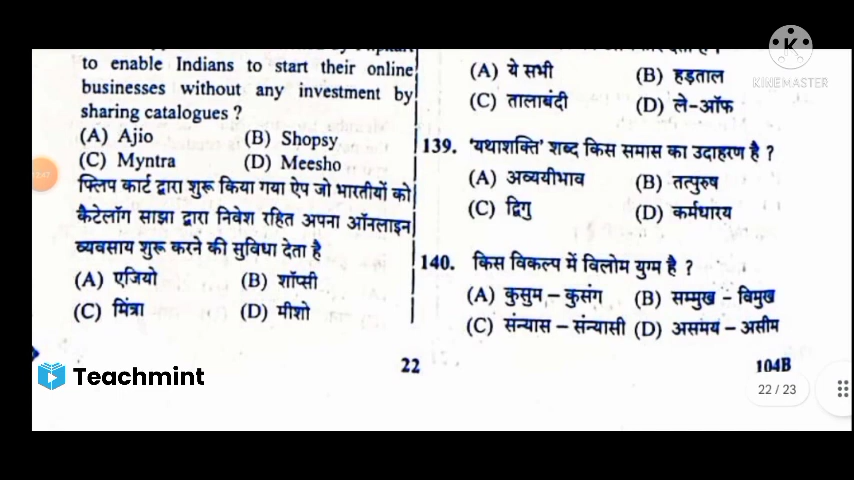 to enable Indians to start their online
businesses without any investment by
sharing catalogues ?
(A) Ajio (B) Shopsy
(C) Myntra (D) Meesho
फ्लिप कार्ट द्वारा शुरू किया गया ऐप जो भारतीयों को
कैटेलॉग साझा द्वारा निवेश रहित अपना ऑनलाइन
व्यवसाय शुरू करने की सुविधा देता है
(A) एजियो (B) शॉप्सी
(C) मिंत्रा (D) मीशो
(A) ये सभी (B) हड़ताल
(C) तालाबंदी (D) ले-ऑफ
139. 'यथाशक्ति' शब्द किस समास का उदाहरण है ?
(A) अव्ययीभाव (B) तत्पुरुष
(C) द्विगु (D) कर्मधारय
140. किस विकल्प में विलोम युग्म है ?
(A) कुसुम – कुसंग (B) सम्मुख – विमुख
(C) संन्यास – संन्यासी (D) असमय – असीम
22
104B
22 / 23
Teachmint
K
KINEMASTER